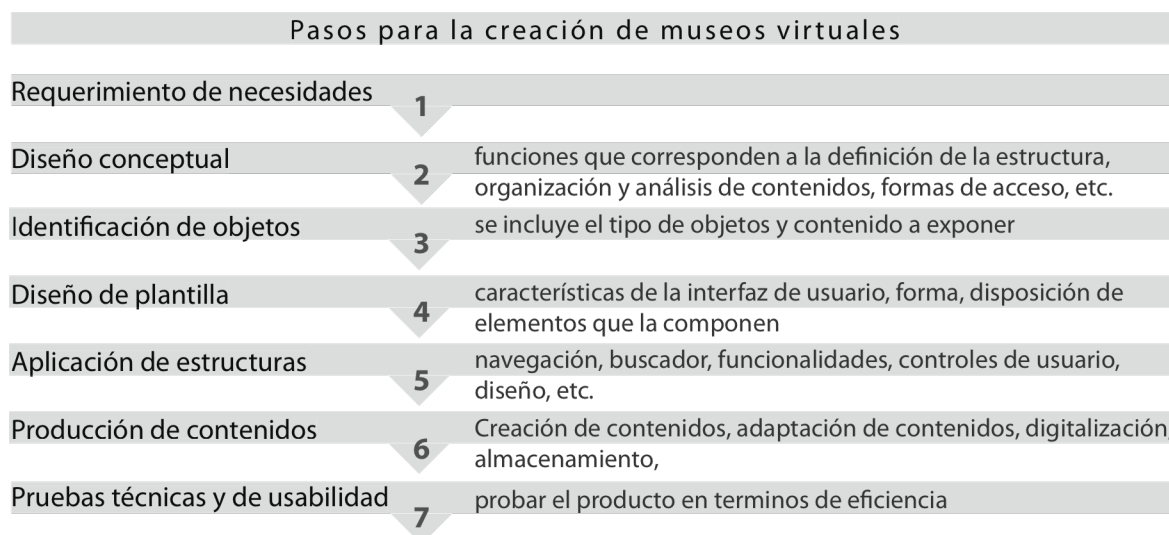 Pasos para la creación de museos virtuales
Requerimiento de necesidades
1
Diseño conceptual
2
funciones que corresponden a la definición de la estructura,
organización y análisis de contenidos, formas de acceso, etc.
Identificación de objetos
3
se incluye el tipo de objetos y contenido a exponer
Diseño de plantilla
4
características de la interfaz de usuario, forma, disposición de
elementos que la componen
Aplicación de estructuras
5
navegación, buscador, funcionalidades, controles de usuario,
diseño, etc.
Producción de contenidos
6
Creación de contenidos, adaptación de contenidos, digitalización,
almacenamiento,
Pruebas técnicas y de usabilidad
7
probar el producto en terminos de eficiencia